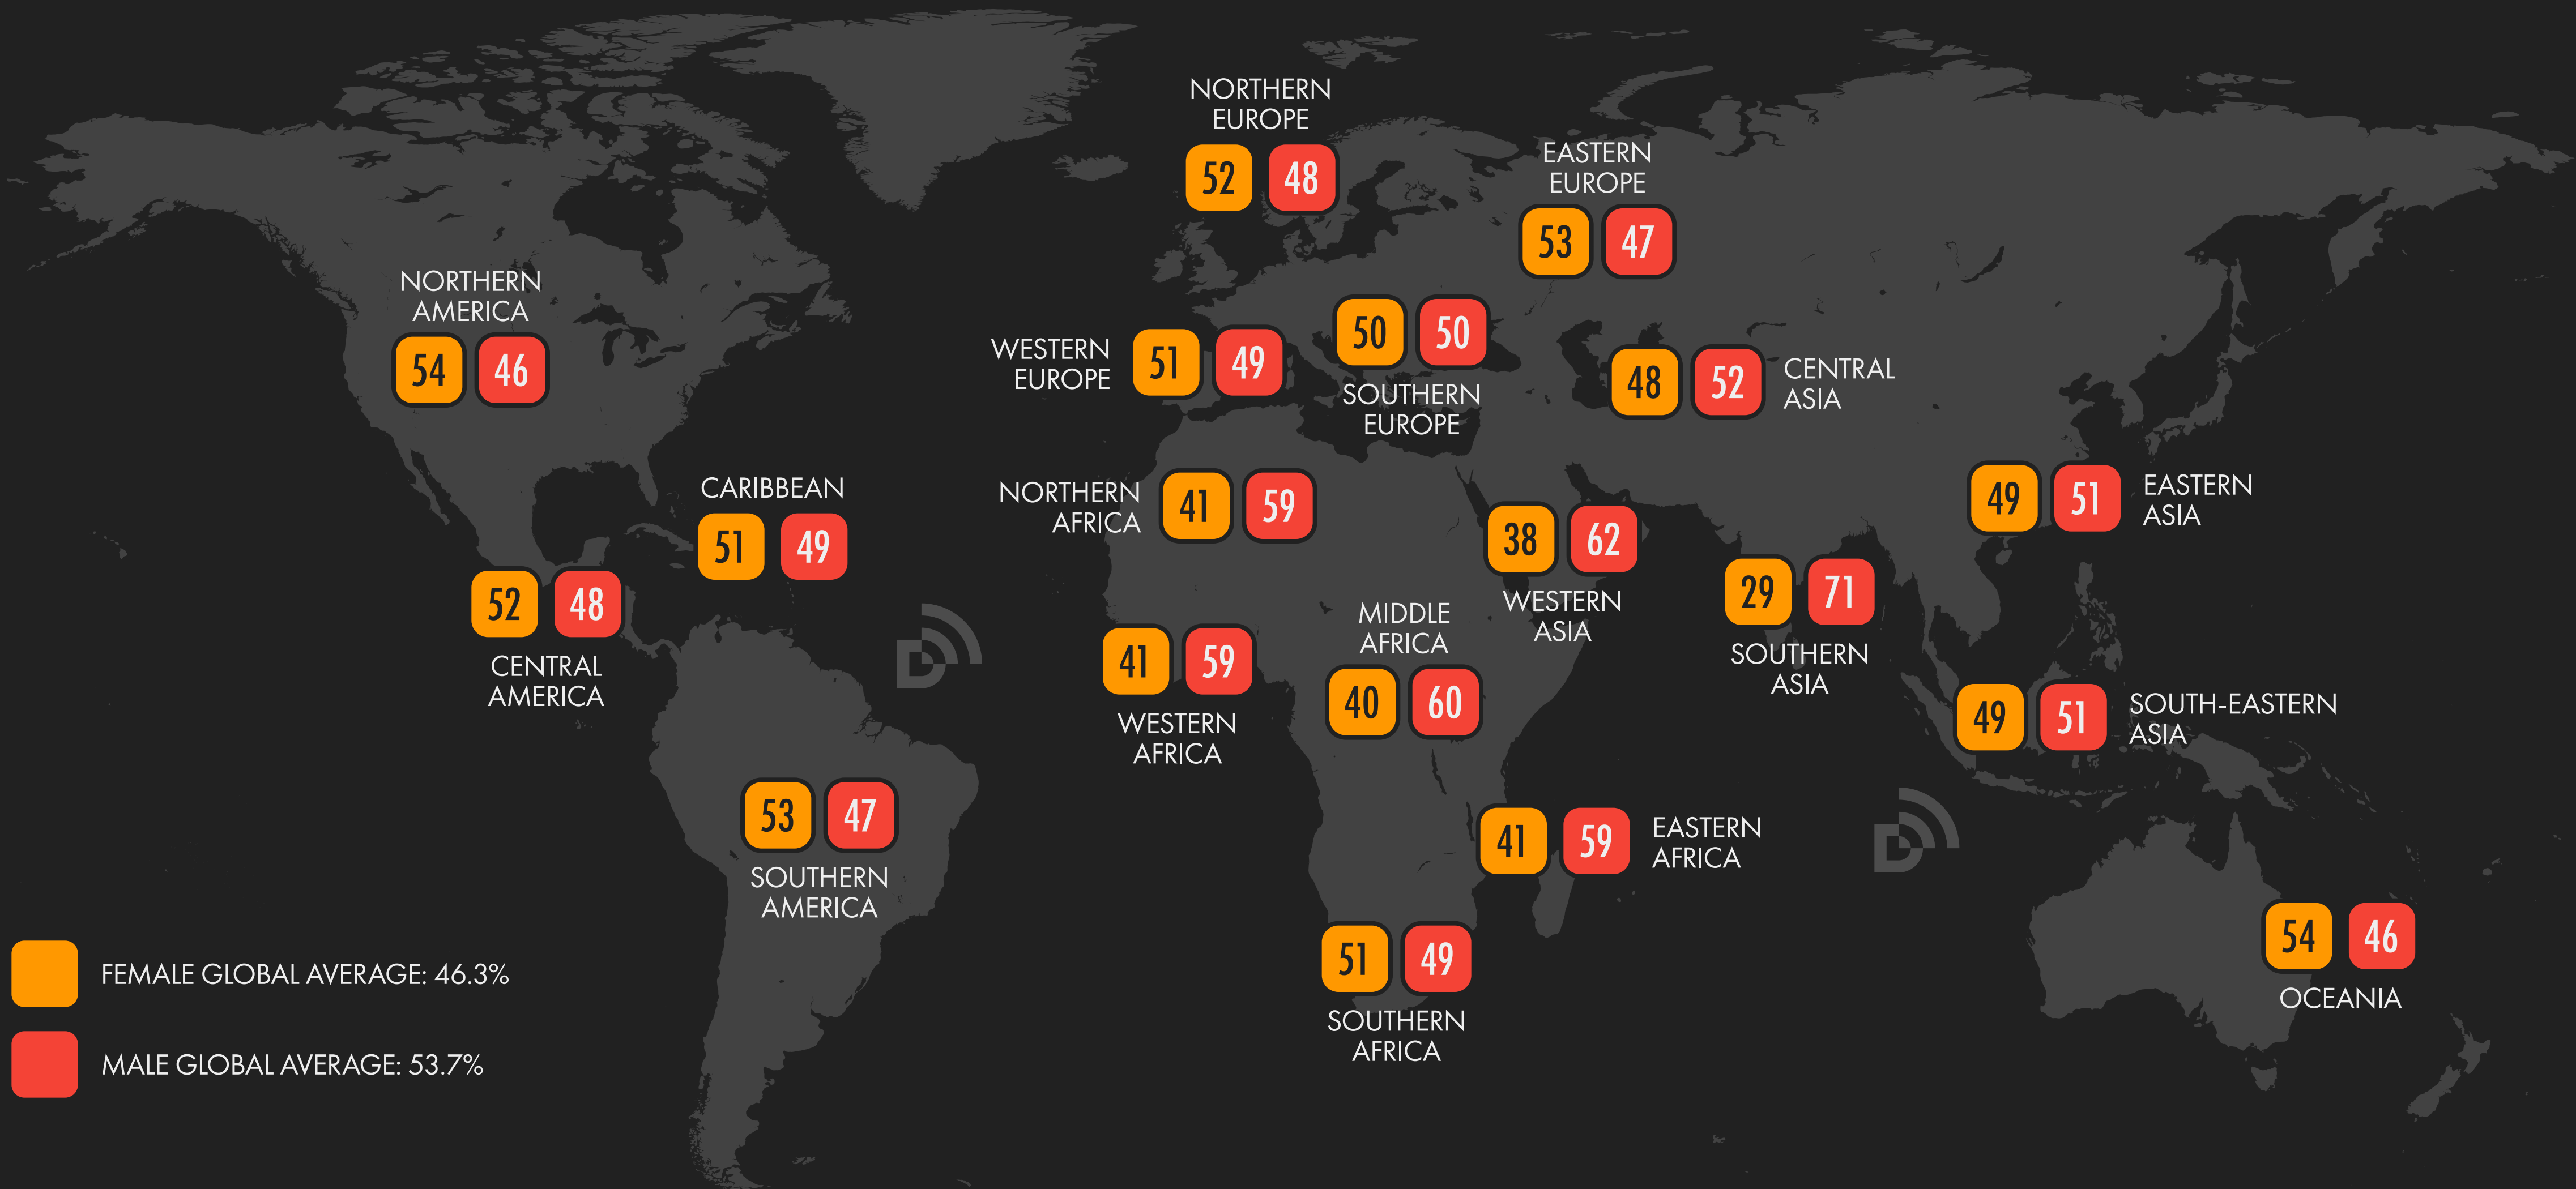 NORTHERN
EUROPE
52 48
EASTERN
EUROPE
53 47
NORTHERN
AMERICA
54 46
WESTERN
EUROPE
51 49
50 50
SOUTHERN
EUROPE
48 52
CENTRAL
ASIA
CARIBBEAN
51 49
NORTHERN
AFRICA
41 59
38 62
WESTERN
ASIA
49 51
EASTERN
ASIA
52 48
CENTRAL
AMERICA
29 71
SOUTHERN
ASIA
41 59
WESTERN
AFRICA
MIDDLE
AFRICA
40 60
49 51
SOUTH-EASTERN
ASIA
53 47
SOUTHERN
AMERICA
41 59
EASTERN
AFRICA
51 49
SOUTHERN
AFRICA
54 46
OCEANIA
FEMALE GLOBAL AVERAGE: 46.3%
MALE GLOBAL AVERAGE: 53.7%